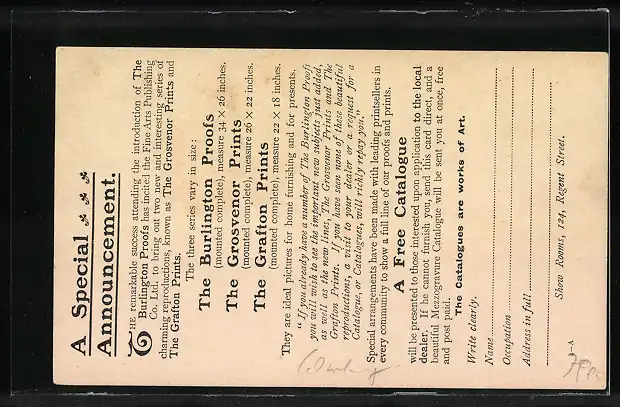 A Special
Announcement.
THE remarkable success attending the introduction of The
Burlington Proofs has incited the Fine Arts Publishing
Co. Ltd. to bring out two new and interesting series of
charming reproductions, known as The Grosvenor Prints and
The Grafton Prints.
The three series vary in size:
The Burlington Proofs
(mounted complete), measure 34 × 26 inches.
The Grosvenor Prints
(mounted complete), measure 26 × 22 inches.
The Grafton Prints
(mounted complete), measure 22 × 18 inches.
They are ideal pictures for home furnishing and for presents.
"If you already have a number of The Burlington Proofs
you will wish to see the important new subjects just added,
as well as the new lines, The Grosvenor Prints and The
Grafton Prints. If you have seen none of these beautiful
reproductions, a visit to your dealer or a request for a
Catalogue, or Catalogues, will richly repay you."
Special arrangements have been made with leading printsellers in
every community to show a full line of our proofs and prints.
A Free Catalogue
will be presented to those interested upon application to the local
dealer. If he cannot furnish you, send this card direct, and a
beautiful Mezzogravure Catalogue will be sent you at once, free
and post paid.
The Catalogues are works of Art.
Write clearly.
Name
Occupation
Address in full
Show Rooms, 124, Regent Street.
3—A